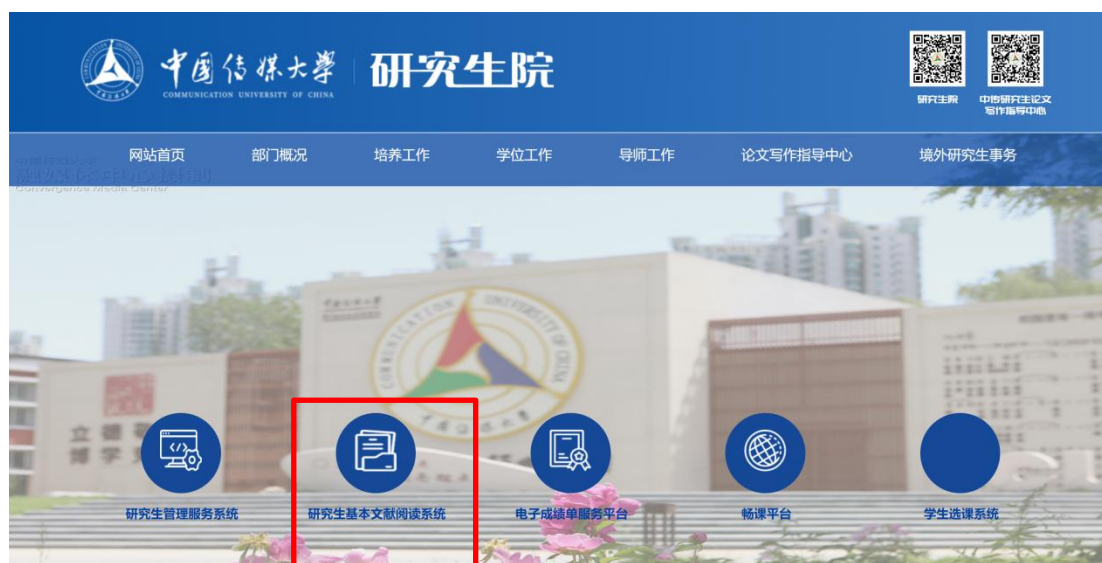 中国传媒大学
COMMUNICATION UNIVERSITY OF CHINA
研究生院
研究生院
中传研究生论文
写作指导中心
网站首页 部门概况 培养工作 学位工作 导师工作 论文写作指导中心 境外研究生事务
Convergence Media Center
研究生管理服务系统 研究生基本文献阅读系统 电子成绩单服务平台 畅课平台 学生选课系统